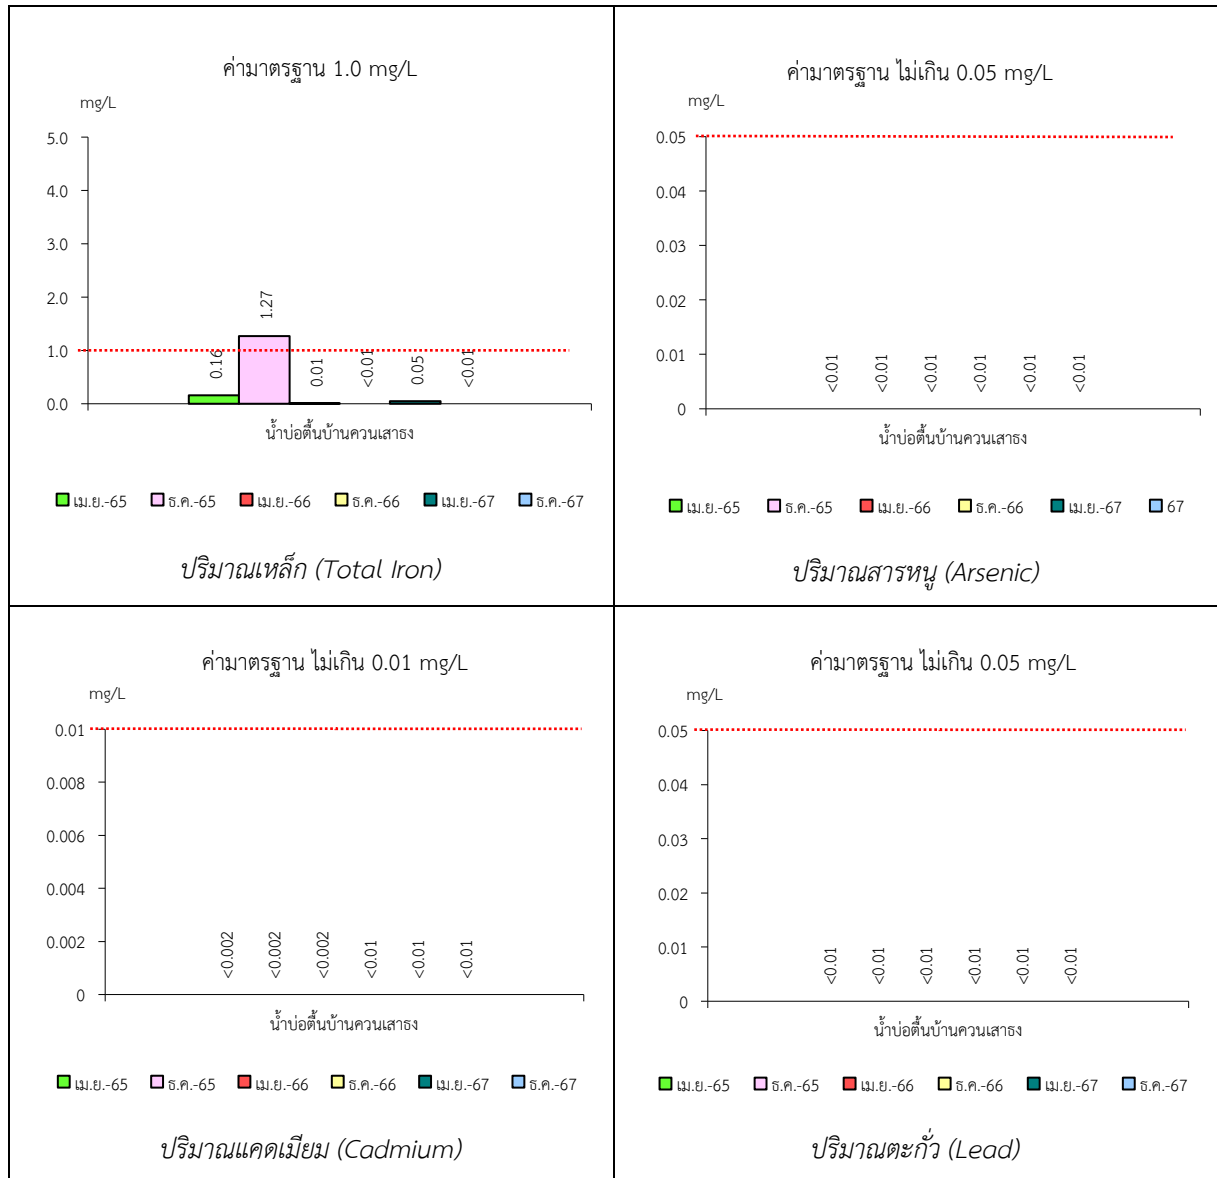 ค่ามาตรฐาน 1.0 mg/L
mg/L
5.0
4.0
3.0
2.0
1.0
0.0
0.16
1.27
0.01
<0.01
0.05
<0.01
น้ำบ่อตื้นบ้านควนเสาธง
เม.ย.-65 ธ.ค.-65 เม.ย.-66 ธ.ค.-66 เม.ย.-67 ธ.ค.-67
ปริมาณเหล็ก (Total Iron)
ค่ามาตรฐาน ไม่เกิน 0.05 mg/L
mg/L
0.05
0.04
0.03
0.02
0.01
0
<0.01
<0.01
<0.01
<0.01
<0.01
<0.01
น้ำบ่อตื้นบ้านควนเสาธง
เม.ย.-65 ธ.ค.-65 เม.ย.-66 ธ.ค.-66 เม.ย.-67 67
ปริมาณสารหนู (Arsenic)
ค่ามาตรฐาน ไม่เกิน 0.01 mg/L
mg/L
0.01
0.008
0.006
0.004
0.002
0
<0.002
<0.002
<0.002
<0.01
<0.01
<0.01
น้ำบ่อตื้นบ้านควนเสาธง
เม.ย.-65 ธ.ค.-65 เม.ย.-66 ธ.ค.-66 เม.ย.-67 ธ.ค.-67
ปริมาณแคดเมียม (Cadmium)
ค่ามาตรฐาน ไม่เกิน 0.05 mg/L
mg/L
0.05
0.04
0.03
0.02
0.01
0
<0.01
<0.01
<0.01
<0.01
<0.01
<0.01
น้ำบ่อตื้นบ้านควนเสาธง
เม.ย.-65 ธ.ค.-65 เม.ย.-66 ธ.ค.-66 เม.ย.-67 ธ.ค.-67
ปริมาณตะกั่ว (Lead)